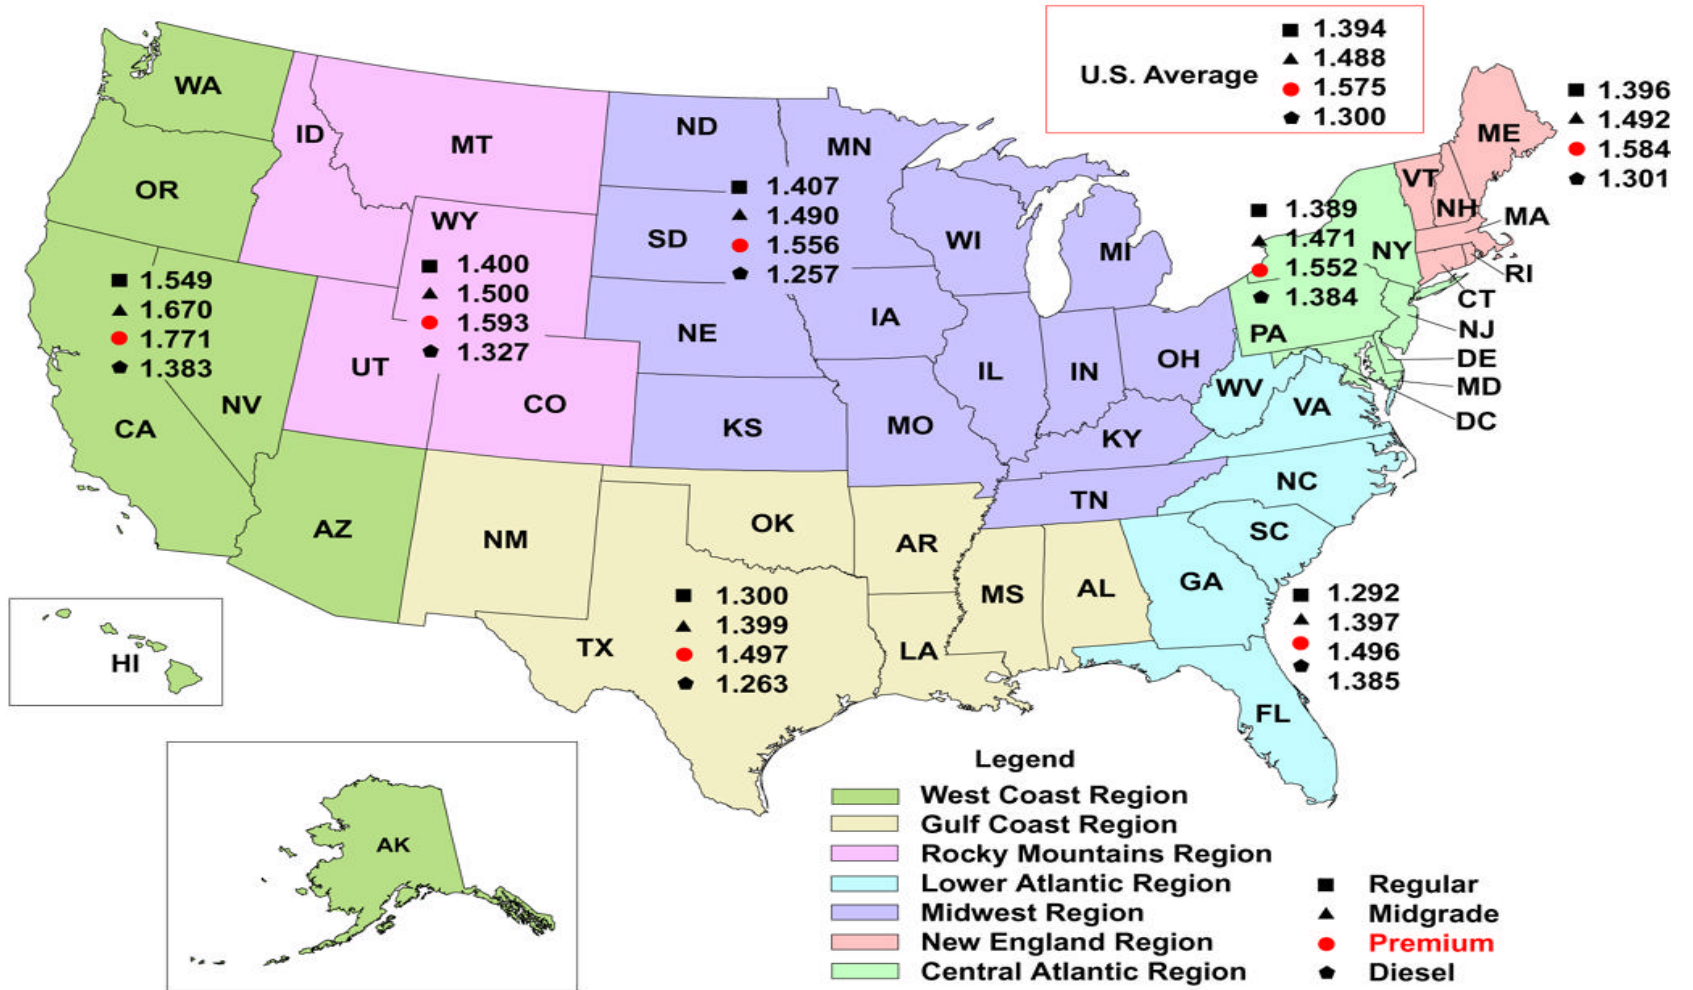 1.394
1.488
U.S. Average
1.575
1.300
1.396
1.492
1.584
1.301
WA
ID
MT
ND
MN
ME
OR
WY
SD
WI
MI
VT
NH
MA
NY
RI
CT
NJ
PA
DE
MD
DC
1.407
1.490
1.556
1.257
1.389
1.471
1.552
1.384
1.400
1.500
1.593
1.327
1.549
1.670
1.771
1.383
NE
IA
IL
IN
OH
WV
VA
UT
CO
NV
CA
KS
MO
KY
NC
TN
SC
AZ
NM
OK
AR
MS
AL
GA
1.300
1.399
1.497
1.263
1.292
1.397
1.496
1.385
TX
LA
FL
HI
AK
Legend
West Coast Region
Gulf Coast Region
Rocky Mountains Region
Lower Atlantic Region
Midwest Region
New England Region
Central Atlantic Region
Regular
Midgrade
Premium
Diesel